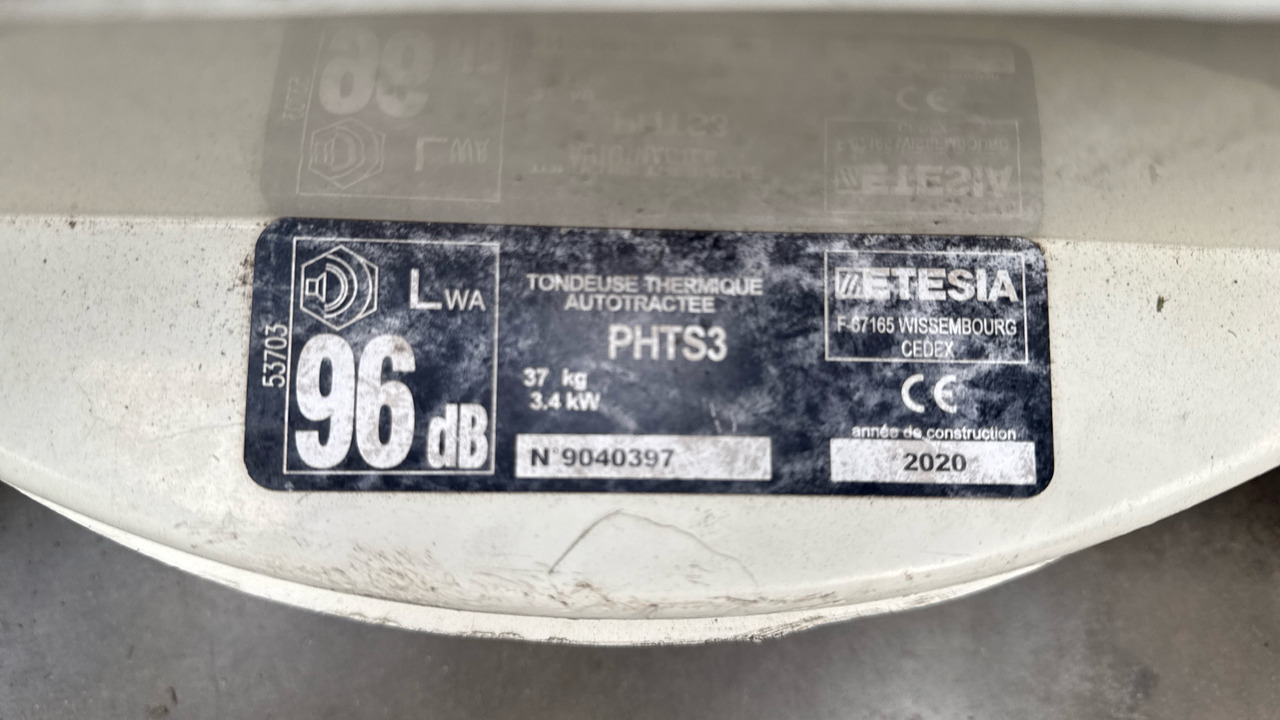 53703
LWA
96 dB
TONDEUSE THERMIQUE
AUTOTRACTEE
PHTS3
37 kg
3.4 kW
N°9040397
ETESIA
F-67165 WISSEMBOURG
CEDEX
CE
année de construction
2020